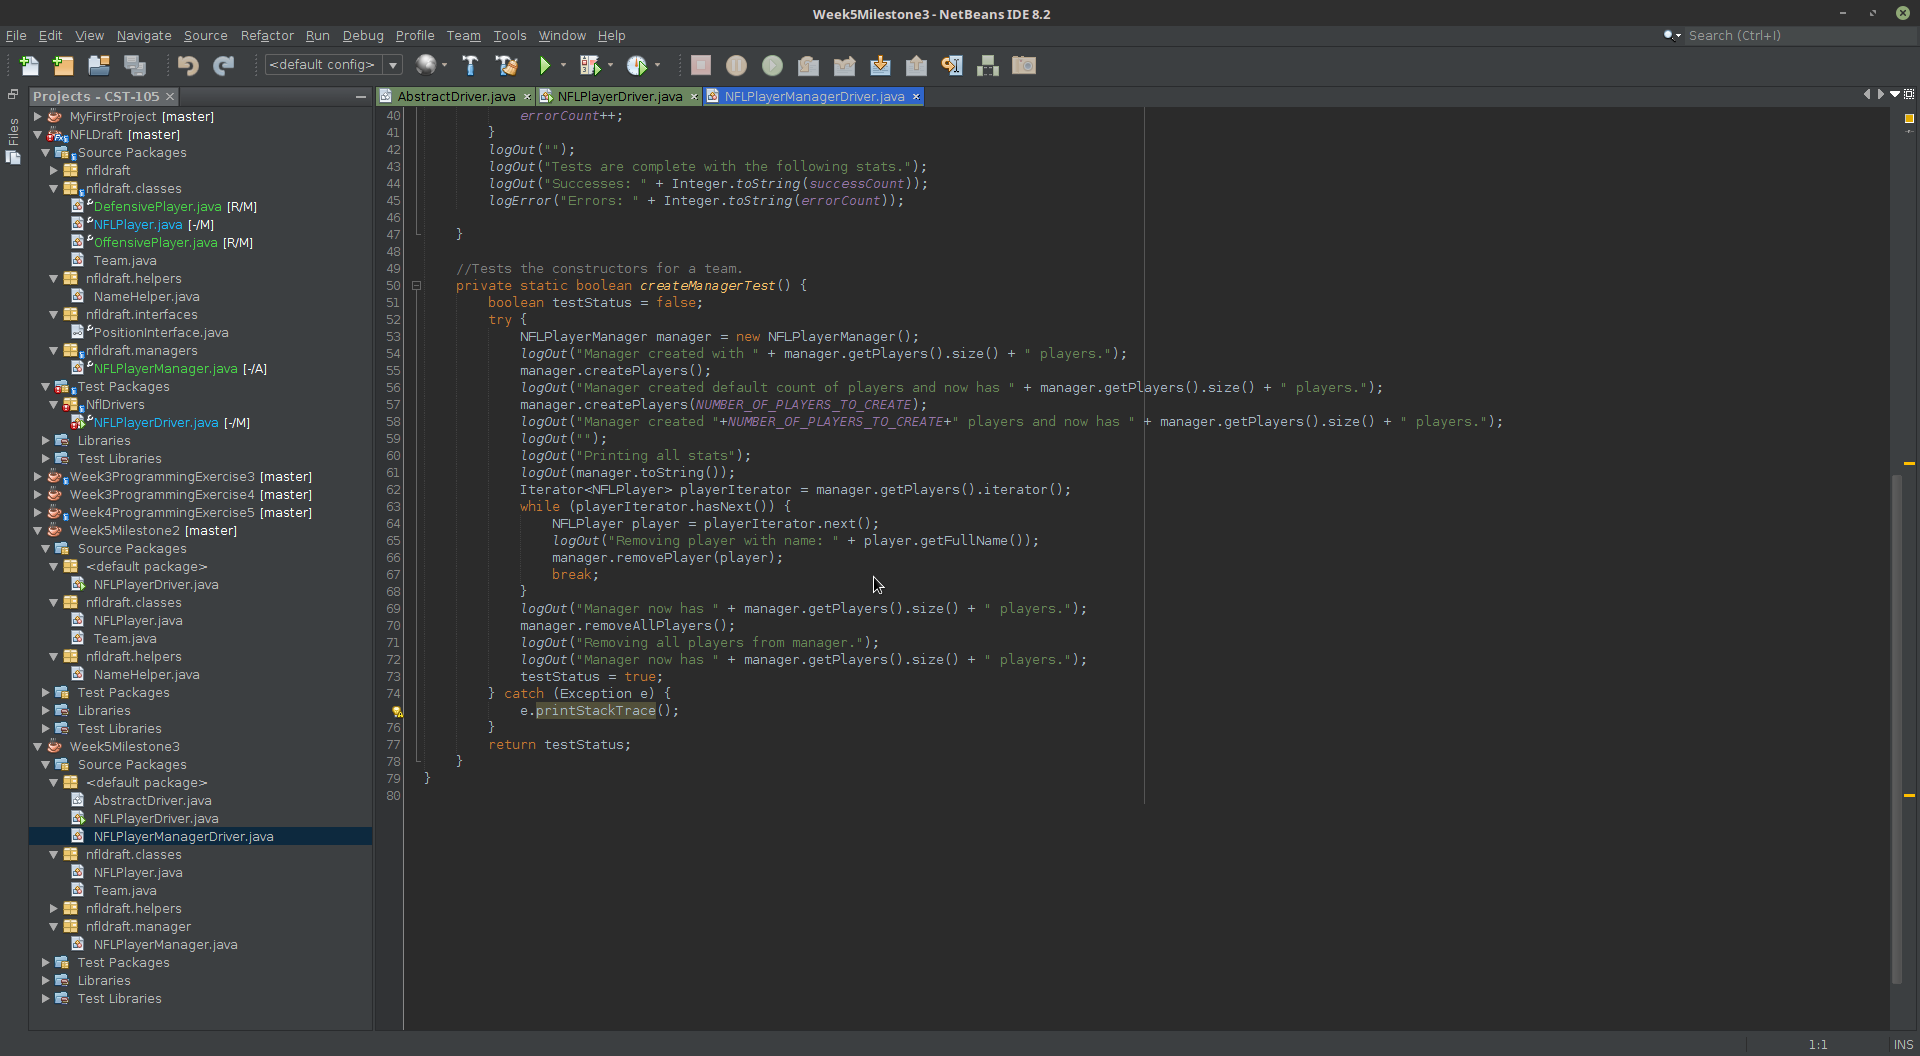 Week5Milestone3 - NetBeans IDE 8.2
File Edit View Navigate Source Refactor Run Debug Profile Team Tools Window Help
Search (Ctrl+I)
<default config>
Files
Projects - CST-105
MyFirstProject [master]
NFLDraft [master]
Source Packages
nfldraft
nfldraft.classes
DefensivePlayer.java [R/M]
NFLPlayer.java [-/M]
OffensivePlayer.java [R/M]
Team.java
nfldraft.helpers
NameHelper.java
nfldraft.interfaces
PositionInterface.java
nfldraft.managers
NFLPlayerManager.java [-/A]
Test Packages
NflDrivers
NFLPlayerDriver.java [-/M]
Libraries
Test Libraries
Week3ProgrammingExercise3 [master]
Week3ProgrammingExercise4 [master]
Week4ProgrammingExercise5 [master]
Week5Milestone2 [master]
Source Packages
<default package>
NFLPlayerDriver.java
nfldraft.classes
NFLPlayer.java
Team.java
nfldraft.helpers
NameHelper.java
Test Packages
Libraries
Test Libraries
Week5Milestone3
Source Packages
<default package>
AbstractDriver.java
NFLPlayerDriver.java
NFLPlayerManagerDriver.java
nfldraft.classes
NFLPlayer.java
Team.java
nfldraft.helpers
nfldraft.manager
NFLPlayerManager.java
Test Packages
Libraries
Test Libraries
AbstractDriver.java NFLPlayerDriver.java NFLPlayerManagerDriver.java
40 errorCount++;
41 }
42 logOut("");
43 logOut("Tests are complete with the following stats.");
44 logOut("Successes: " + Integer.toString(successCount));
45 logError("Errors: " + Integer.toString(errorCount));
46
47 }
48
49 //Tests the constructors for a team.
50 private static boolean createManagerTest() {
51 boolean testStatus = false;
52 try {
53 NFLPlayerManager manager = new NFLPlayerManager();
54 logOut("Manager created with " + manager.getPlayers().size() + " players.");
55 manager.createPlayers();
56 logOut("Manager created default count of players and now has " + manager.getPlayers().size() + " players.");
57 manager.createPlayers(NUMBER_OF_PLAYERS_TO_CREATE);
58 logOut("Manager created "+NUMBER_OF_PLAYERS_TO_CREATE+" players and now has " + manager.getPlayers().size() + " players.");
59 logOut("");
60 logOut("Printing all stats");
61 logOut(manager.toString());
62 Iterator<NFLPlayer> playerIterator = manager.getPlayers().iterator();
63 while (playerIterator.hasNext()) {
64 NFLPlayer player = playerIterator.next();
65 logOut("Removing player with name: " + player.getFullName());
66 manager.removePlayer(player);
67 break;
68 }
69 logOut("Manager now has " + manager.getPlayers().size() + " players.");
70 manager.removeAllPlayers();
71 logOut("Removing all players from manager.");
72 logOut("Manager now has " + manager.getPlayers().size() + " players.");
73 testStatus = true;
74 } catch (Exception e) {
e.printStackTrace();
76 }
77 return testStatus;
78 }
79 }
80
1:1 INS